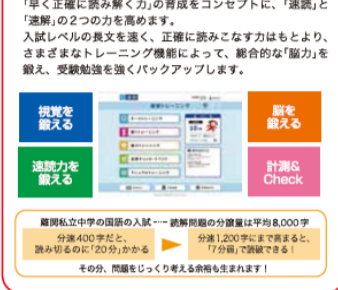 「早く正確に読み解く力」の育成をコンセプトに、「速読」と
「速解」の2つの力を高めます。
入試レベルの長文を速く、正確に読みこなす力はもとより、
さまざまなトレーニング機能によって、総合的な「脳力」を
鍛え、受験勉強を強くバックアップします。
視覚を
鍛える
脳を
鍛える
速読力を
鍛える
計測&
Check
難関私立中学の国語の入試…読解問題の分譲量は平均8,000字
分速400字だと、
読み切るのに「20分」かかる
分速1,200字にまで高まると、
「7分弱」で読破できる!
その分、問題をじっくり考える余裕も生まれます!